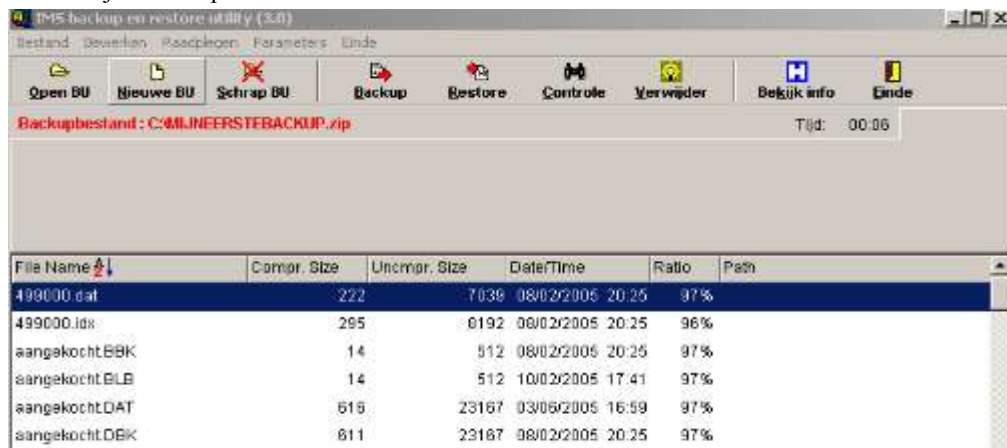 IMS backup en restore utility (3.0)
Bestand Bewerken Raadplegen Parameters Einde
Open BU Nieuwe BU Schrap BU Backup Restore Controle Verwijder Bekijk info Einde
Backupbestand : C:\MIJNEERSTEBACKUP.zip Tijd: 00:06
File Name Compr. Size Uncmpr. Size Date/Time Ratio Path
499000.dat 222 7039 08/02/2005 20:25 97%
499000.idx 295 8192 08/02/2005 20:25 96%
aangekocht.BBK 14 512 08/02/2005 20:25 97%
aangekocht.BLB 14 512 10/02/2005 17:41 97%
aangekocht.DAT 616 23167 03/06/2005 16:59 97%
aangekocht.DBK 611 23167 08/02/2005 20:25 97%